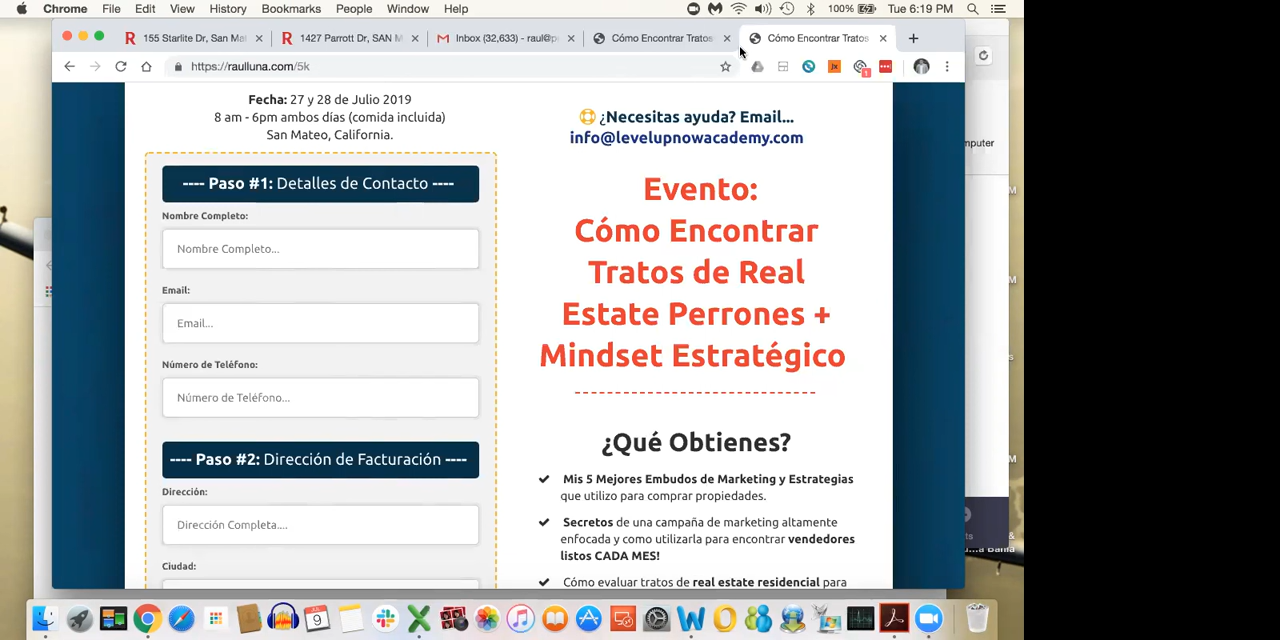 Chrome File Edit View History Bookmarks People Window Help 100% Tue 6:19 PM
155 Starlite Dr, San Ma
1427 Parrott Dr, SAN M
Inbox (32,633) - raul@p
Cómo Encontrar Tratos
Cómo Encontrar Tratos
https://raulluna.com/5k
Fecha: 27 y 28 de Julio 2019
8 am - 6pm ambos días (comida incluida)
San Mateo, California.
---- Paso #1: Detalles de Contacto ----
Nombre Completo:
Nombre Completo...
Email:
Email...
Número de Teléfono:
Número de Teléfono...
---- Paso #2: Dirección de Facturación ----
Dirección:
Dirección Completa....
Ciudad:
¿Necesitas ayuda? Email...
info@levelupnowacademy.com
Evento:
Cómo Encontrar
Tratos de Real
Estate Perrones +
Mindset Estratégico
¿Qué Obtienes?
Mis 5 Mejores Embudos de Marketing y Estrategias
que utilizo para comprar propiedades.
Secretos de una campaña de marketing altamente
enfocada y como utilizarla para encontrar vendedores
listos CADA MES!
Cómo evaluar tratos de real estate residencial para
mputer